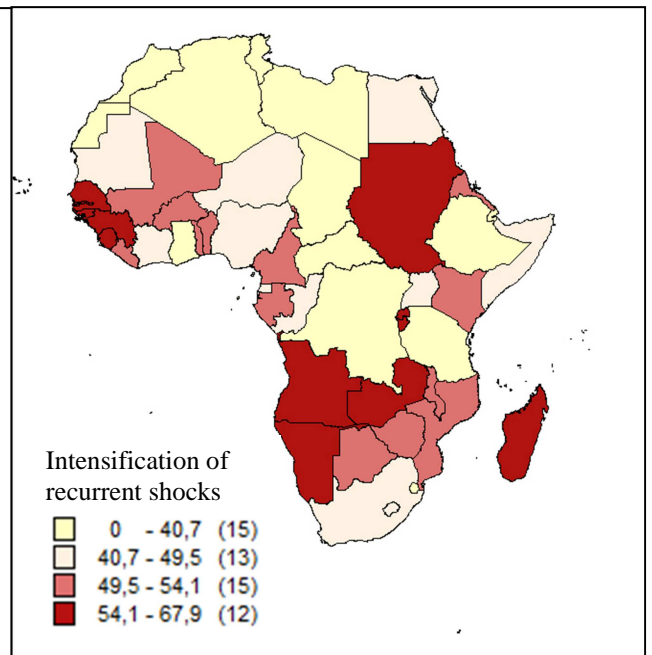 Intensification of
recurrent shocks
0 - 40,7 (15)
40,7 - 49,5 (13)
49,5 - 54,1 (15)
54,1 - 67,9 (12)